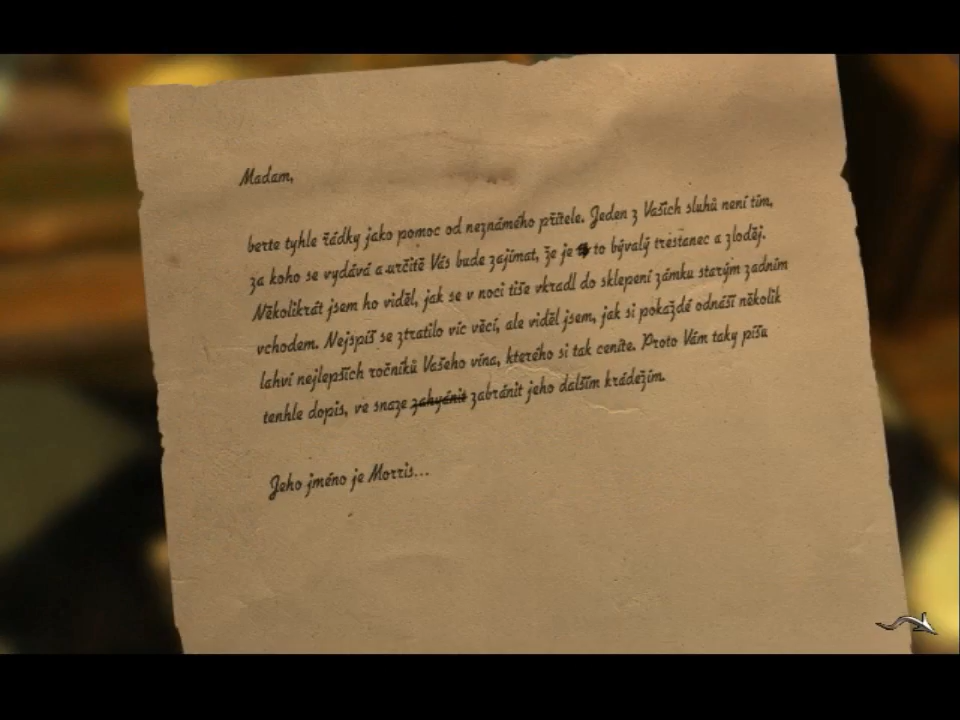 Madam,
berte tyhle řádky jako pomoc od neznámého přítele. Jeden z Vašich sluhů není tím,
za koho se vydává a určitě Vás bude zajímat, že je to bývalý trestanec a zloděj.
Několikrát jsem ho viděl, jak se v noci tiše vkradl do sklepení zámku starým zadním
vchodem. Nejspíš se ztratilo víc věcí, ale viděl jsem, jak si pokaždé odnáší několik
lahví nejlepších ročníků Vašeho vína, kterého si tak ceníte. Proto Vám taky píšu
tenhle dopis, ve snaze zabránit jeho dalším krádežím.
Jeho jméno je Morris...